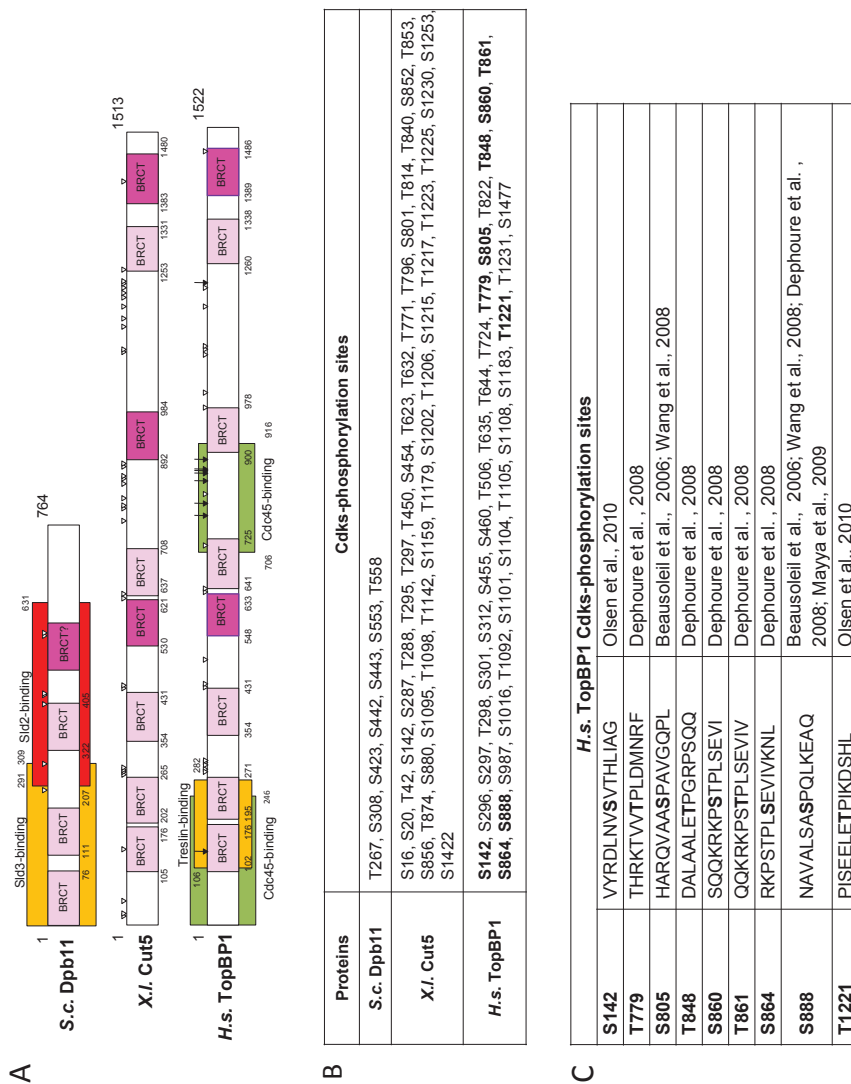 A
Sld3-binding
Sld2-binding
291 309
631
764
1
BRCT
BRCT
BRCT
BRCT?
76
111
207
322
405
S.c. Dpb11
1513
1
BRCT
BRCT
BRCT
BRCT
BRCT
BRCT
BRCT
BRCT
105
176
202
265
354
431
530
621
637
708
892
984
1253
1331
1383
1480
X.l. Cut5
Treslin-binding
106
282
1522
1
BRCT
BRCT
BRCT
BRCT
BRCT
BRCT
BRCT
BRCT
102
176
195
271
354
431
548
633
641
706
725
900
916
978
1260
1338
1389
1486
246
Cdc45-binding
Cdc45-binding
H.s. TopBP1
B
Proteins
Cdks-phosphorylation sites
S.c. Dpb11
T267, S308, S423, S442, S443, S553, T558
X.l. Cut5
S16, S20, T42, S142, S287, T288, T295, T297, T450, S454, T623, T632, T771, T796, S801, T814, T840, S852, T853,
S856, T874, S880, S1095, T1098, T1142, S1159, T1179, S1202, T1206, S1215, T1217, T1223, T1225, S1230, S1253,
S1422
H.s. TopBP1
S142, S296, S297, T298, S301, S312, S455, S460, T506, T635, T644, T724, T779, S805, T822, T848, S860, T861,
S864, S888, S987, S1016, T1092, S1101, S1104, T1105, S1108, S1183, T1221, T1231, S1477
C
H.s. TopBP1 Cdks-phosphorylation sites
S142 VYRDLNVSVTHLIAG Olsen et al., 2010
T779 THRKTVVTPLDMNRF Dephoure et al., 2008
S805 HARQVAASPAVGQPL Beausoleil et al., 2006; Wang et al., 2008
T848 DALAALETPGRPSQQ Dephoure et al., 2008
S860 SQQKRKPSTPLSEVI Dephoure et al., 2008
T861 QQKRKPSTPLSEVIV Dephoure et al., 2008
S864 RKPSTPLSEVIVKNL Dephoure et al., 2008
S888 NAVALSASPQLKEAQ Beausoleil et al., 2006; Wang et al., 2008; Dephoure et al. ,
2008; Mayya et al., 2009
T1221 PISEELETPIKDSHL Olsen et al., 2010